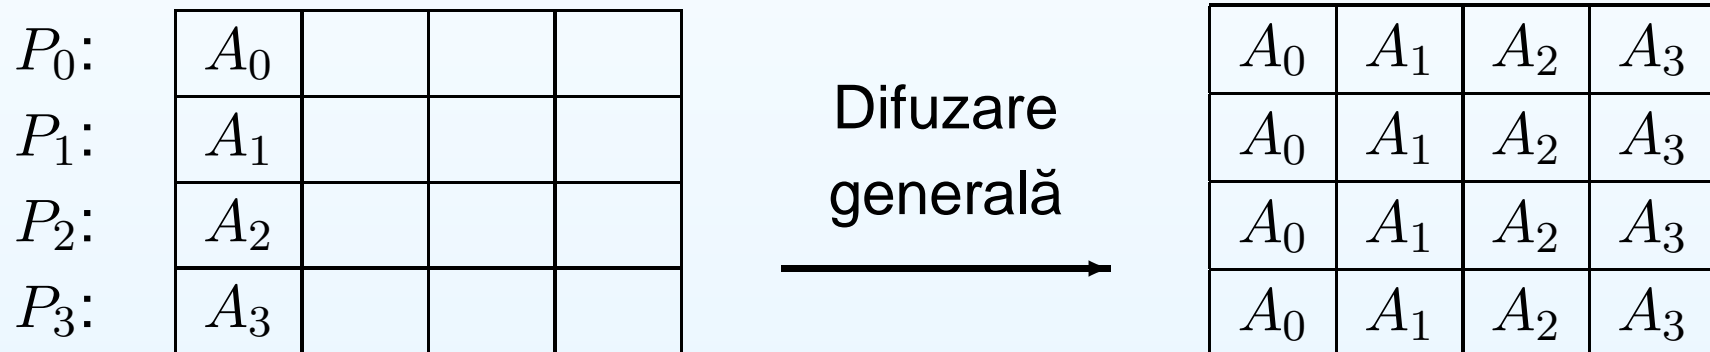 P₀: A₀ A₀ A₁ A₂ A₃
Difuzare
P₁: A₁ A₀ A₁ A₂ A₃
generală
P₂: A₂ A₀ A₁ A₂ A₃
P₃: A₃ A₀ A₁ A₂ A₃